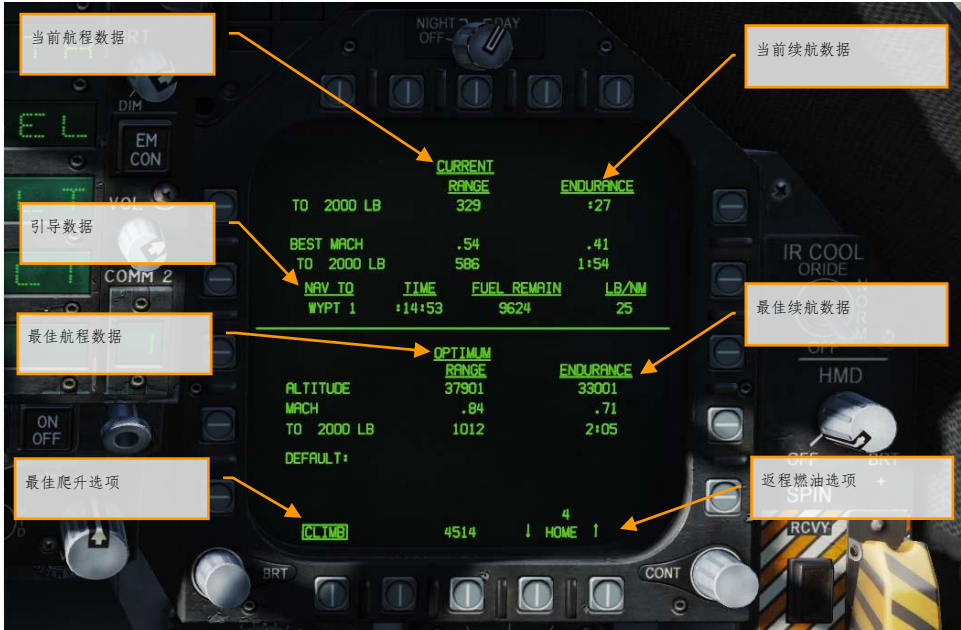 当前航程数据
当前续航数据
NIGHT DAY
OFF
BRT
DIM
EM
CON
VOL
COMM 2
CURRENT
RANGE ENDURANCE
TO 2000 LB 329 :27
BEST MACH .54 .41
TO 2000 LB 586 1:54
引导数据
NAV TO TIME FUEL REMAIN LB/NM
WYPT 1 :14:53 9624 25
最佳航程数据
最佳续航数据
OPTIMUM
RANGE ENDURANCE
ALTITUDE 37901 33001
MACH .84 .71
TO 2000 LB 1012 2:05
DEFAULT:
IR COOL
ORIDE
NORM
OFF
HMD
OFF BRT
ON
OFF
最佳爬升选项
返程燃油选项
CLIMB 4514 ↓ 4 HOME ↑
SPIN
RCVY
BRT
CONT